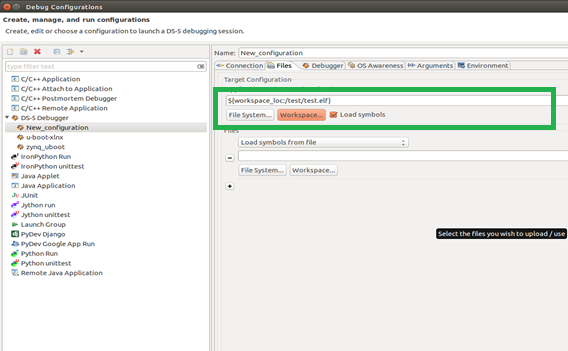 Debug Configurations
Create, manage, and run configurations
Create, edit or choose a configuration to launch a DS-5 debugging session.
type filter text
C/C++ Application
C/C++ Attach to Application
C/C++ Postmortem Debugger
C/C++ Remote Application
DS-5 Debugger
New_configuration
u-boot-xlnx
zynq_uboot
IronPython Run
IronPython unittest
Java Applet
Java Application
JUnit
Jython run
Jython unittest
Launch Group
PyDev Django
PyDev Google App Run
Python Run
Python unittest
Remote Java Application
Name: New_configuration
Connection Files Debugger OS Awareness Arguments Environment
Target Configuration
${workspace_loc:/test/test.elf}
File System... Workspace... Load symbols
Files
Load symbols from file
File System... Workspace...
Select the files you wish to upload / use